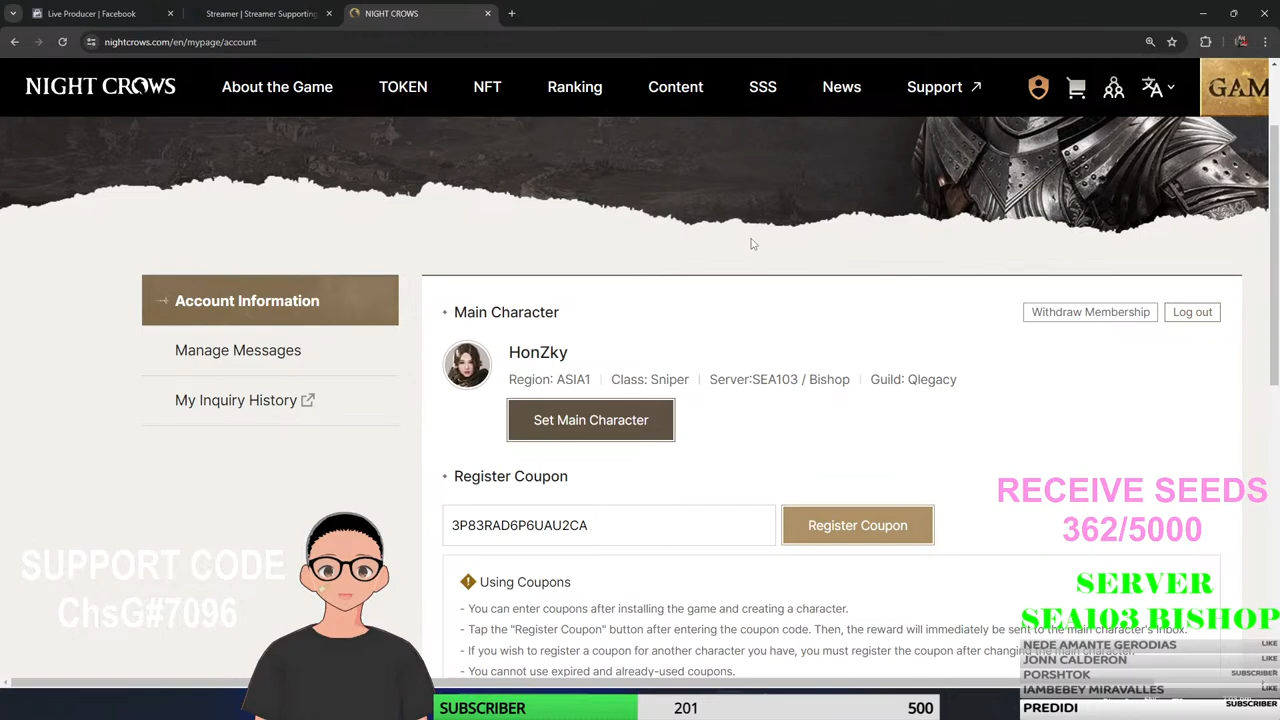 Live Producer | Facebook
Streamer | Streamer Supporting
NIGHT CROWS
nightcrows.com/en/mypage/account
NIGHT CROWS
About the Game
TOKEN
NFT
Ranking
Content
SSS
News
Support
GAM
Account Information
Manage Messages
My Inquiry History
Main Character
Withdraw Membership
Log out
HonZky
Region: ASIA1
Class: Sniper
Server:SEA103 / Bishop
Guild: Qlegacy
Set Main Character
Register Coupon
3P83RAD6P6UAU2CA
Register Coupon
Using Coupons
- You can enter coupons after installing the game and creating a character.
- Tap the "Register Coupon" button after entering the coupon code. Then, the reward will immediately be sent to the main character's inbox.
- If you wish to register a coupon for another character you have, you must register the coupon after changing the main character.
- You cannot use expired and already-used coupons.
SUPPORT CODE
ChsG#7096
RECEIVE SEEDS
362/5000
SERVER
SEA103 BISHOP
NEDE AMANTE GERODIAS LIKE
JONN CALDERON LIKE
PORSHTOK SUBSCRIBER
IAMBEBEY MIRAVALLES LIKE
PREDIDI SUBSCRIBER
SUBSCRIBER 201 500